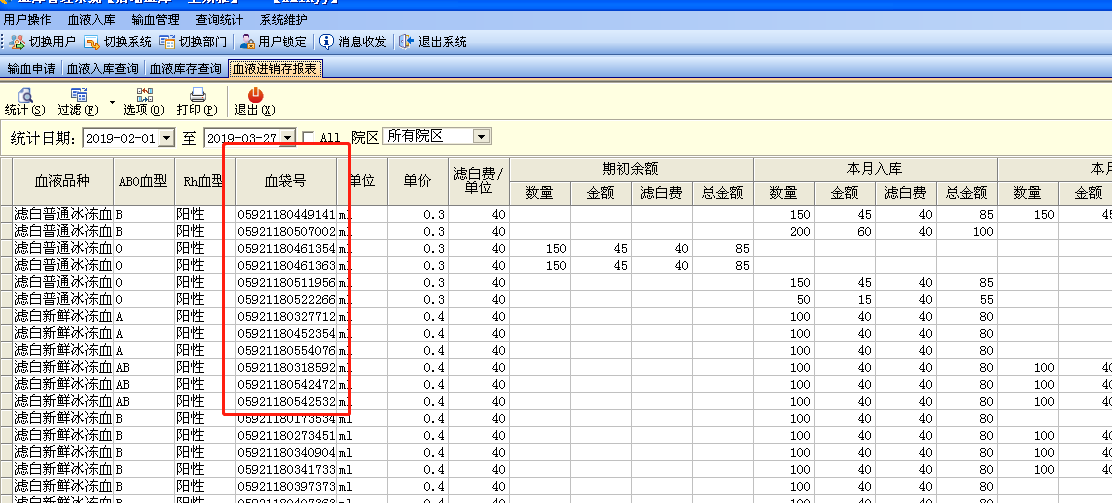 用户操作 血液入库 输血管理 查询统计 系统维护
切换用户 切换系统 切换部门 用户锁定 消息收发 退出系统
输血申请 血液入库查询 血液库存查询 血液进销存报表
统计(S) 过滤(F) 选项(O) 打印(P) 退出(X)
统计日期: 2019-02-01 至 2019-03-27 All 院区 所有院区
血液品种 ABO血型 Rh血型 血袋号 单位 单价 滤白费/单位 期初余额 本月入库 本月
数量 金额 滤白费 总金额 数量 金额 滤白费 总金额 数量 金额
滤白普通冰冻血 B 阳性 05921180449141 ml 0.3 40 150 45 40 85 150 45
滤白普通冰冻血 B 阳性 05921180507002 ml 0.3 40 200 60 40 100
滤白普通冰冻血 O 阳性 05921180461354 ml 0.3 40 150 45 40 85
滤白普通冰冻血 O 阳性 05921180461363 ml 0.3 40 150 45 40 85
滤白普通冰冻血 O 阳性 05921180511956 ml 0.3 40 150 45 40 85
滤白普通冰冻血 O 阳性 05921180522266 ml 0.3 40 50 15 40 55
滤白新鲜冰冻血 A 阳性 05921180327712 ml 0.4 40 100 40 40 80
滤白新鲜冰冻血 A 阳性 05921180452354 ml 0.4 40 100 40 40 80
滤白新鲜冰冻血 A 阳性 05921180554076 ml 0.4 40 100 40 40 80
滤白新鲜冰冻血 AB 阳性 05921180318592 ml 0.4 40 100 40 40 80 100 40
滤白新鲜冰冻血 AB 阳性 05921180542472 ml 0.4 40 100 40 40 80 100 40
滤白新鲜冰冻血 AB 阳性 05921180542532 ml 0.4 40 100 40 40 80 100 40
滤白新鲜冰冻血 B 阳性 05921180173534 ml 0.4 40 100 40 40 80
滤白新鲜冰冻血 B 阳性 05921180273451 ml 0.4 40 100 40 40 80 100 40
滤白新鲜冰冻血 B 阳性 05921180340904 ml 0.4 40 100 40 40 80 100 40
滤白新鲜冰冻血 B 阳性 05921180341733 ml 0.4 40 100 40 40 80 100 40
滤白新鲜冰冻血 B 阳性 05921180397373 ml 0.4 40 100 40 40 80